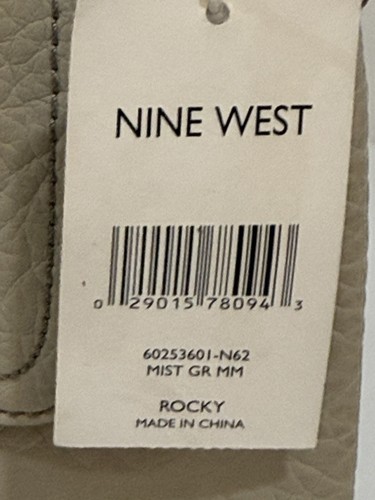 NINE WEST
0 29015 78094 3
60253601-N62
MIST GR MM
ROCKY
MADE IN CHINA